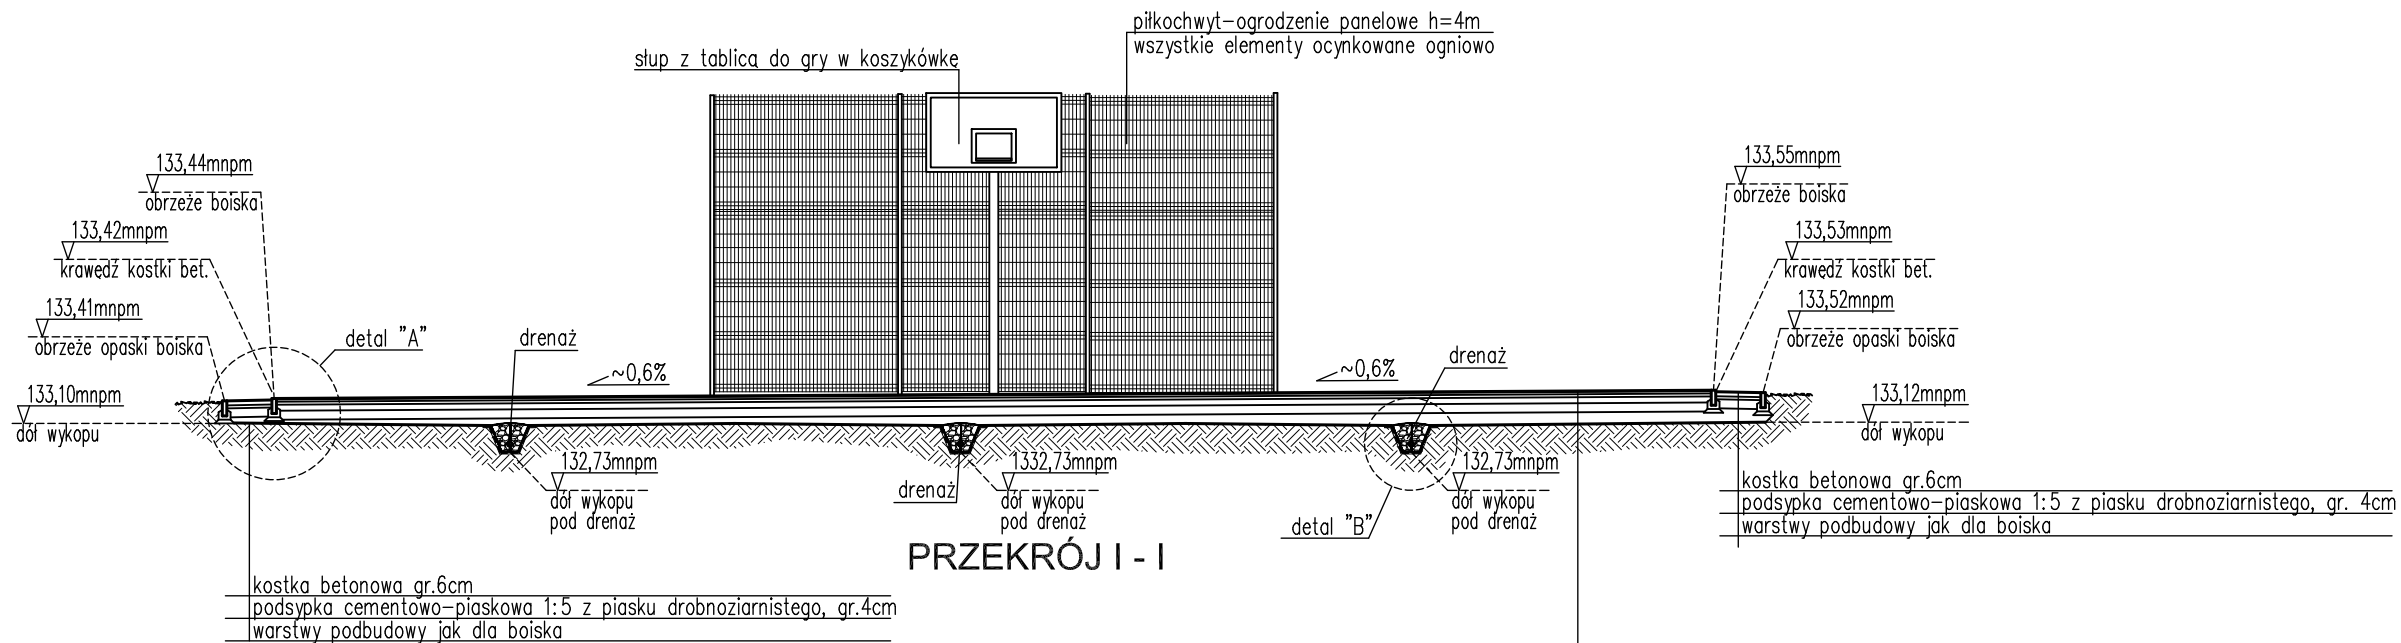 piłkochwyt-ogrodzenie panelowe h=4m
wszystkie elementy ocynkowane ogniowo
słup z tablicą do gry w koszykówkę
133,44mnpm
obrzeże boiska
133,42mnpm
krawędź kostki bet.
133,41mnpm
obrzeże opaski boiska
133,10mnpm
dół wykopu
detal "A"
drenaż
~0,6%
~0,6%
drenaż
133,55mnpm
obrzeże boiska
133,53mnpm
krawędź kostki bet.
133,52mnpm
obrzeże opaski boiska
133,12mnpm
dół wykopu
132,73mnpm
dół wykopu
pod drenaż
drenaż
1332,73mnpm
dół wykopu
pod drenaż
detal "B"
132,73mnpm
dół wykopu
pod drenaż
kostka betonowa gr.6cm
podsypka cementowo-piaskowa 1:5 z piasku drobnoziarnistego, gr. 4cm
warstwy podbudowy jak dla boiska
PRZEKRÓJ I - I
kostka betonowa gr.6cm
podsypka cementowo-piaskowa 1:5 z piasku drobnoziarnistego, gr.4cm
warstwy podbudowy jak dla boiska